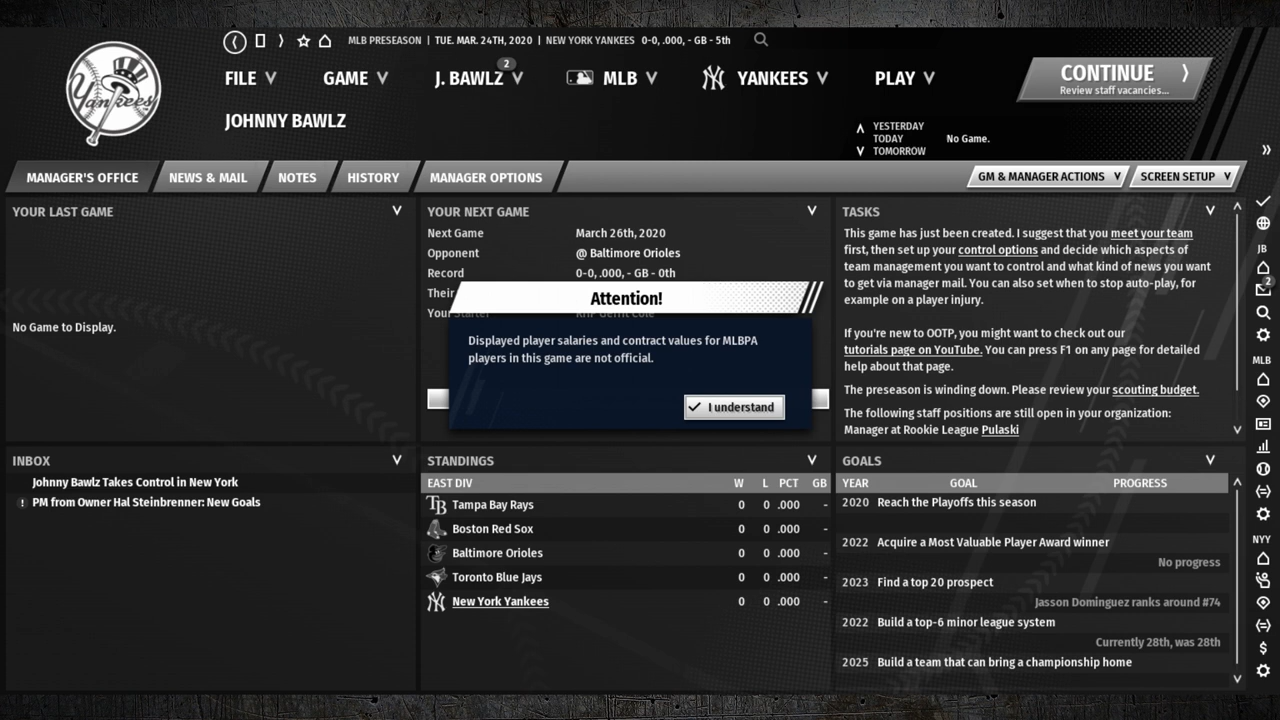 MLB PRESEASON | TUE. MAR. 24TH, 2020 | NEW YORK YANKEES 0-0, .000, - GB - 5th
2
FILE GAME J. BAWLZ MLB YANKEES PLAY
CONTINUE
Review staff vacancies...
Yankees
JOHNNY BAWLZ
YESTERDAY
TODAY
TOMORROW
No Game.
MANAGER'S OFFICE NEWS & MAIL NOTES HISTORY MANAGER OPTIONS
GM & MANAGER ACTIONS SCREEN SETUP
YOUR LAST GAME
No Game to Display.
YOUR NEXT GAME
Next Game March 26th, 2020
Opponent @ Baltimore Orioles
Record 0-0, .000, - GB - 0th
Their
Your Starter RHP Gerrit Cole
Attention!
Displayed player salaries and contract values for MLBPA
players in this game are not official.
I understand
TASKS
This game has just been created. I suggest that you meet your team
first, then set up your control options and decide which aspects of
team management you want to control and what kind of news you want
to get via manager mail. You can also set when to stop auto-play, for
example on a player injury.
If you're new to OOTP, you might want to check out our
tutorials page on YouTube. You can press F1 on any page for detailed
help about that page.
The preseason is winding down. Please review your scouting budget.
The following staff positions are still open in your organization:
Manager at Rookie League Pulaski
INBOX
Johnny Bawlz Takes Control in New York
! PM from Owner Hal Steinbrenner: New Goals
STANDINGS
EAST DIV W L PCT GB
TB Tampa Bay Rays 0 0 .000 -
Boston Red Sox 0 0 .000 -
Baltimore Orioles 0 0 .000 -
Toronto Blue Jays 0 0 .000 -
NY New York Yankees 0 0 .000 -
GOALS
YEAR GOAL PROGRESS
2020 Reach the Playoffs this season
2022 Acquire a Most Valuable Player Award winner
No progress
2023 Find a top 20 prospect
Jasson Dominguez ranks around #74
2022 Build a top-6 minor league system
Currently 28th, was 28th
2025 Build a team that can bring a championship home
JB
2
MLB
NYY
$